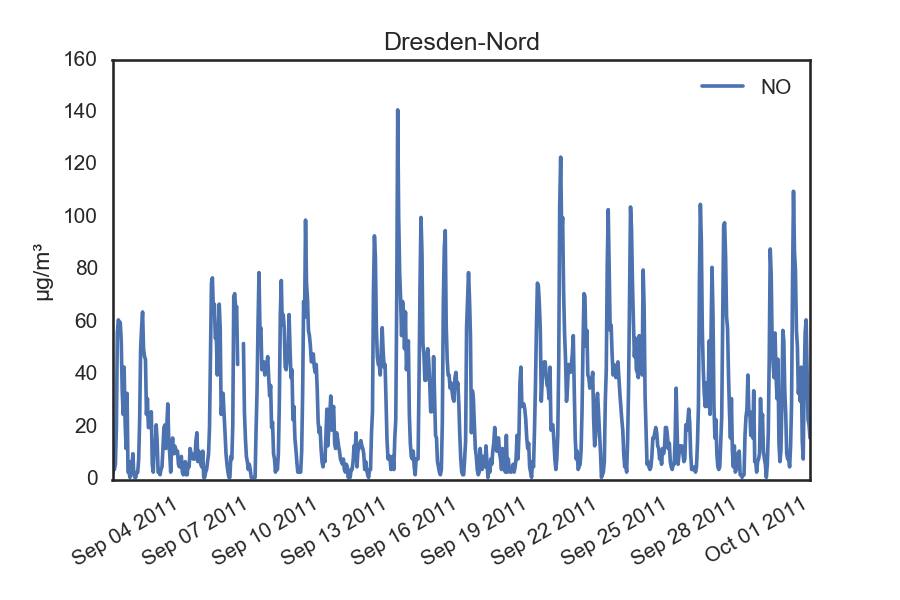 Dresden-Nord
160
140
120
100
80
60
40
20
0
µg/m³
NO
Sep 04 2011
Sep 07 2011
Sep 10 2011
Sep 13 2011
Sep 16 2011
Sep 19 2011
Sep 22 2011
Sep 25 2011
Sep 28 2011
Oct 01 2011